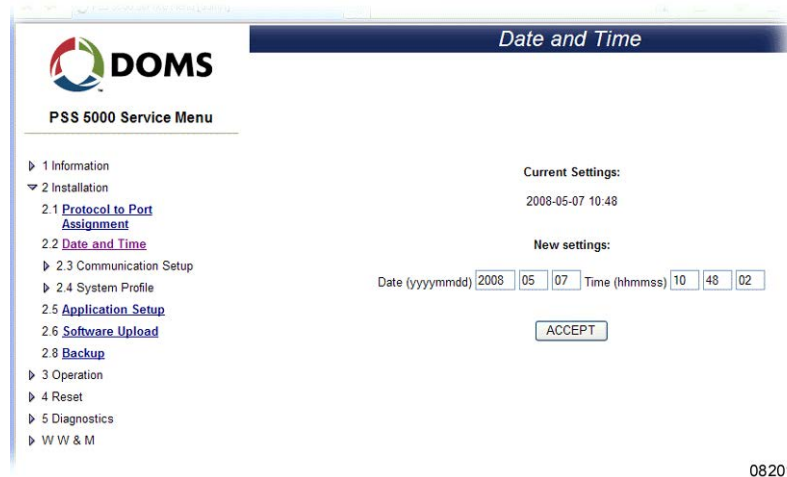 Date and Time
DOMS
PSS 5000 Service Menu
1 Information
2 Installation
2.1 Protocol to Port
Assignment
2.2 Date and Time
2.3 Communication Setup
2.4 System Profile
2.5 Application Setup
2.6 Software Upload
2.8 Backup
3 Operation
4 Reset
5 Diagnostics
W W & M
Current Settings:
2008-05-07 10:48
New settings:
Date (yyyymmdd) 2008 05 07 Time (hhmmss) 10 48 02
ACCEPT